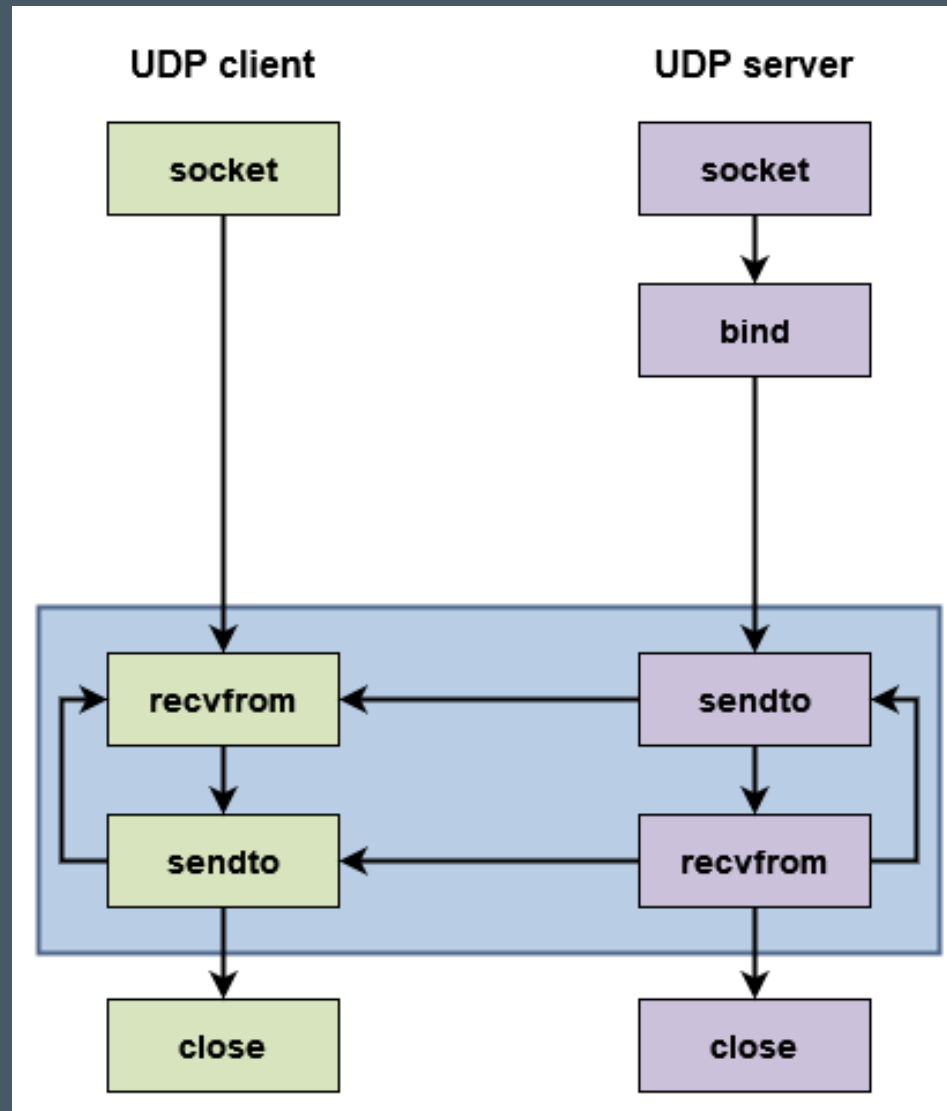 UDP client
UDP server
socket
socket
bind
recvfrom
sendto
sendto
recvfrom
close
close